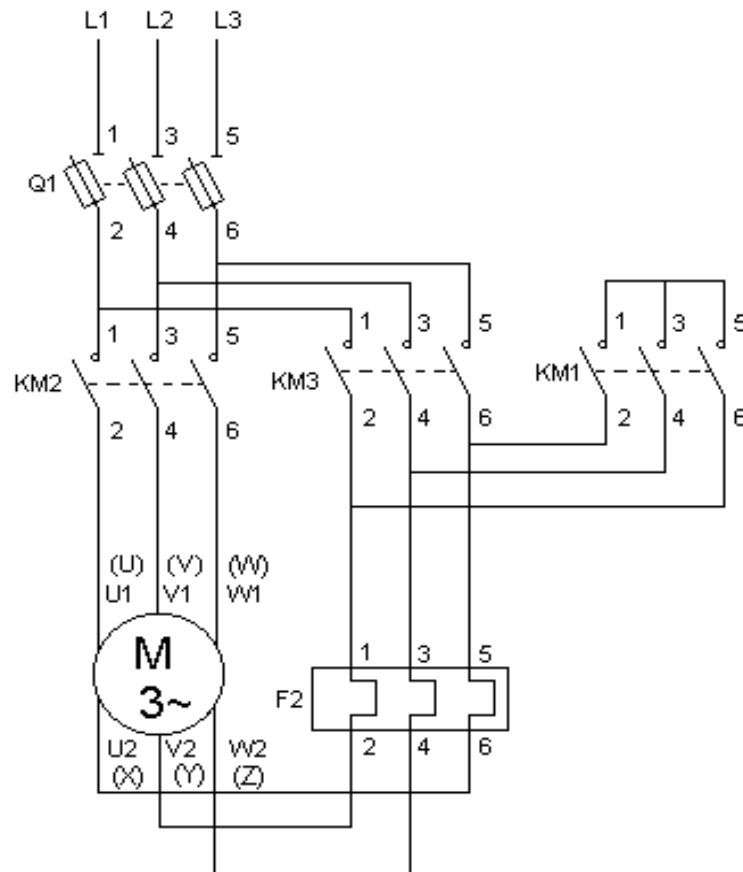 L1 L2 L3
1 3 5
Q1
2 4 6
1 3 5 1 3 5 1 3 5
KM2 KM3 KM1
2 4 6 2 4 6 2 4 6
(U) (V) (W)
U1 V1 W1
M
3~
1 3 5
F2
2 4 6
U2 V2 W2
(X) (Y) (Z)